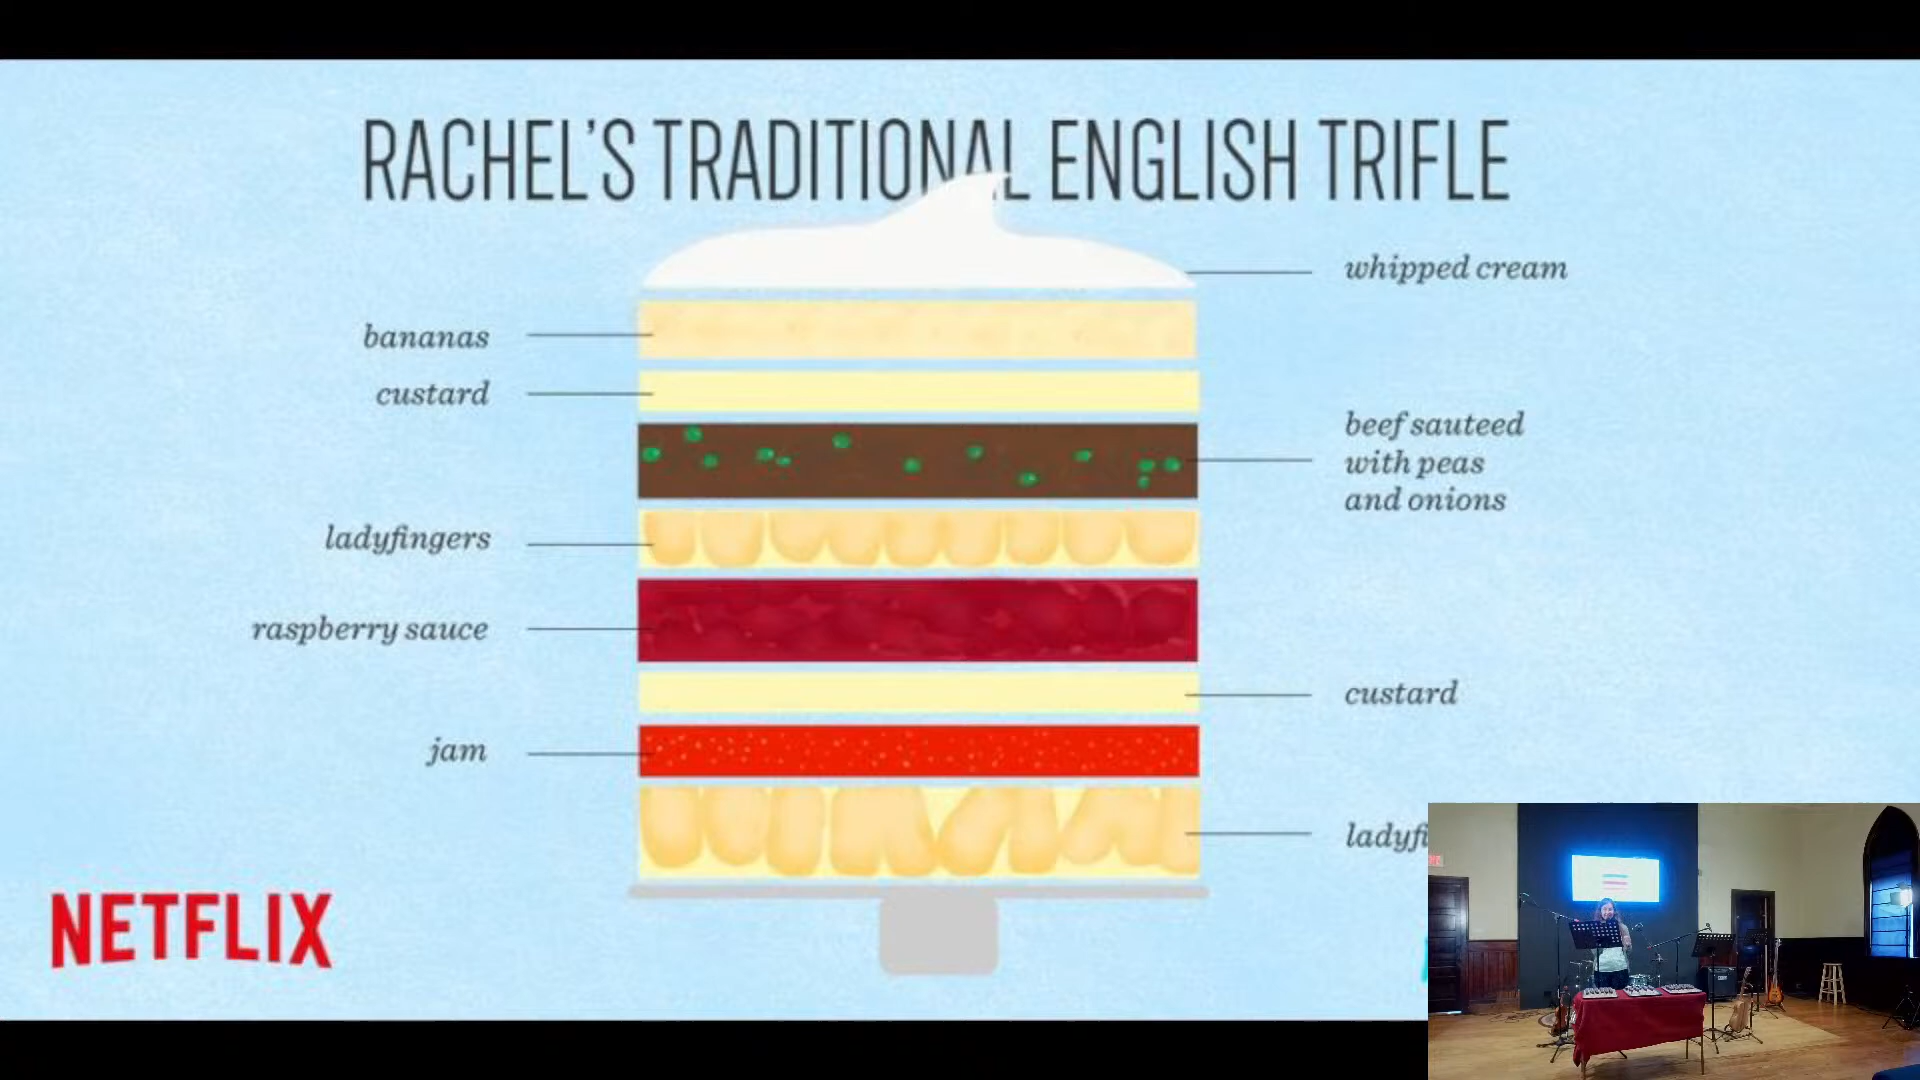 RACHEL'S TRADITIONAL ENGLISH TRIFLE
whipped cream
bananas
custard
beef sauteed
with peas
and onions
ladyfingers
raspberry sauce
custard
jam
ladyfi
NETFLIX